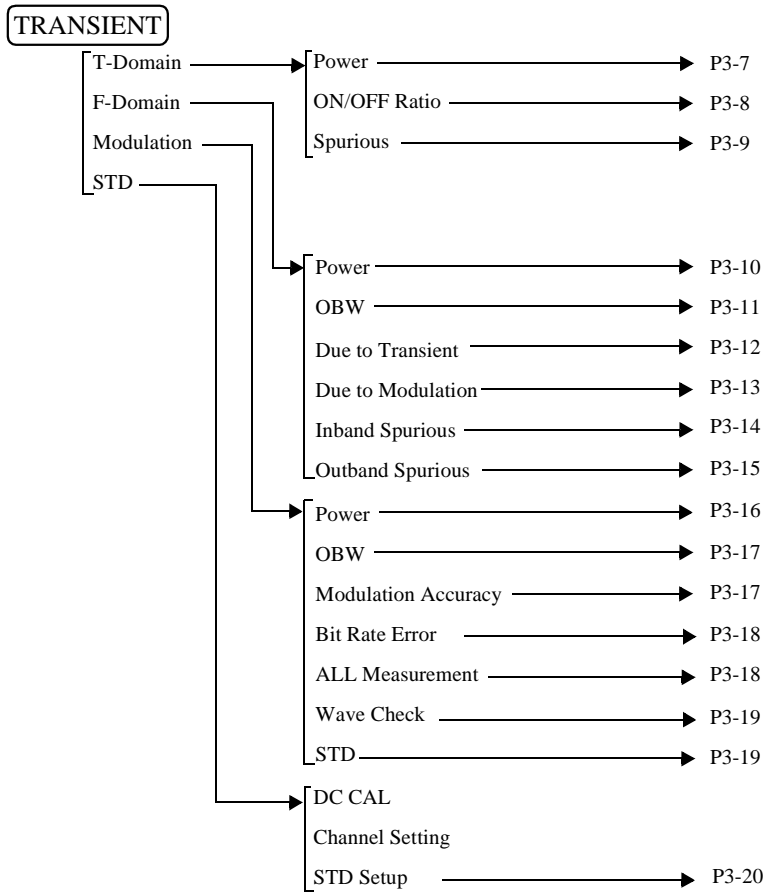 TRANSIENT
T-Domain Power P3-7
F-Domain ON/OFF Ratio P3-8
Modulation Spurious P3-9
STD
Power P3-10
OBW P3-11
Due to Transient P3-12
Due to Modulation P3-13
Inband Spurious P3-14
Outband Spurious P3-15
Power P3-16
OBW P3-17
Modulation Accuracy P3-17
Bit Rate Error P3-18
ALL Measurement P3-18
Wave Check P3-19
STD P3-19
DC CAL
Channel Setting
STD Setup P3-20